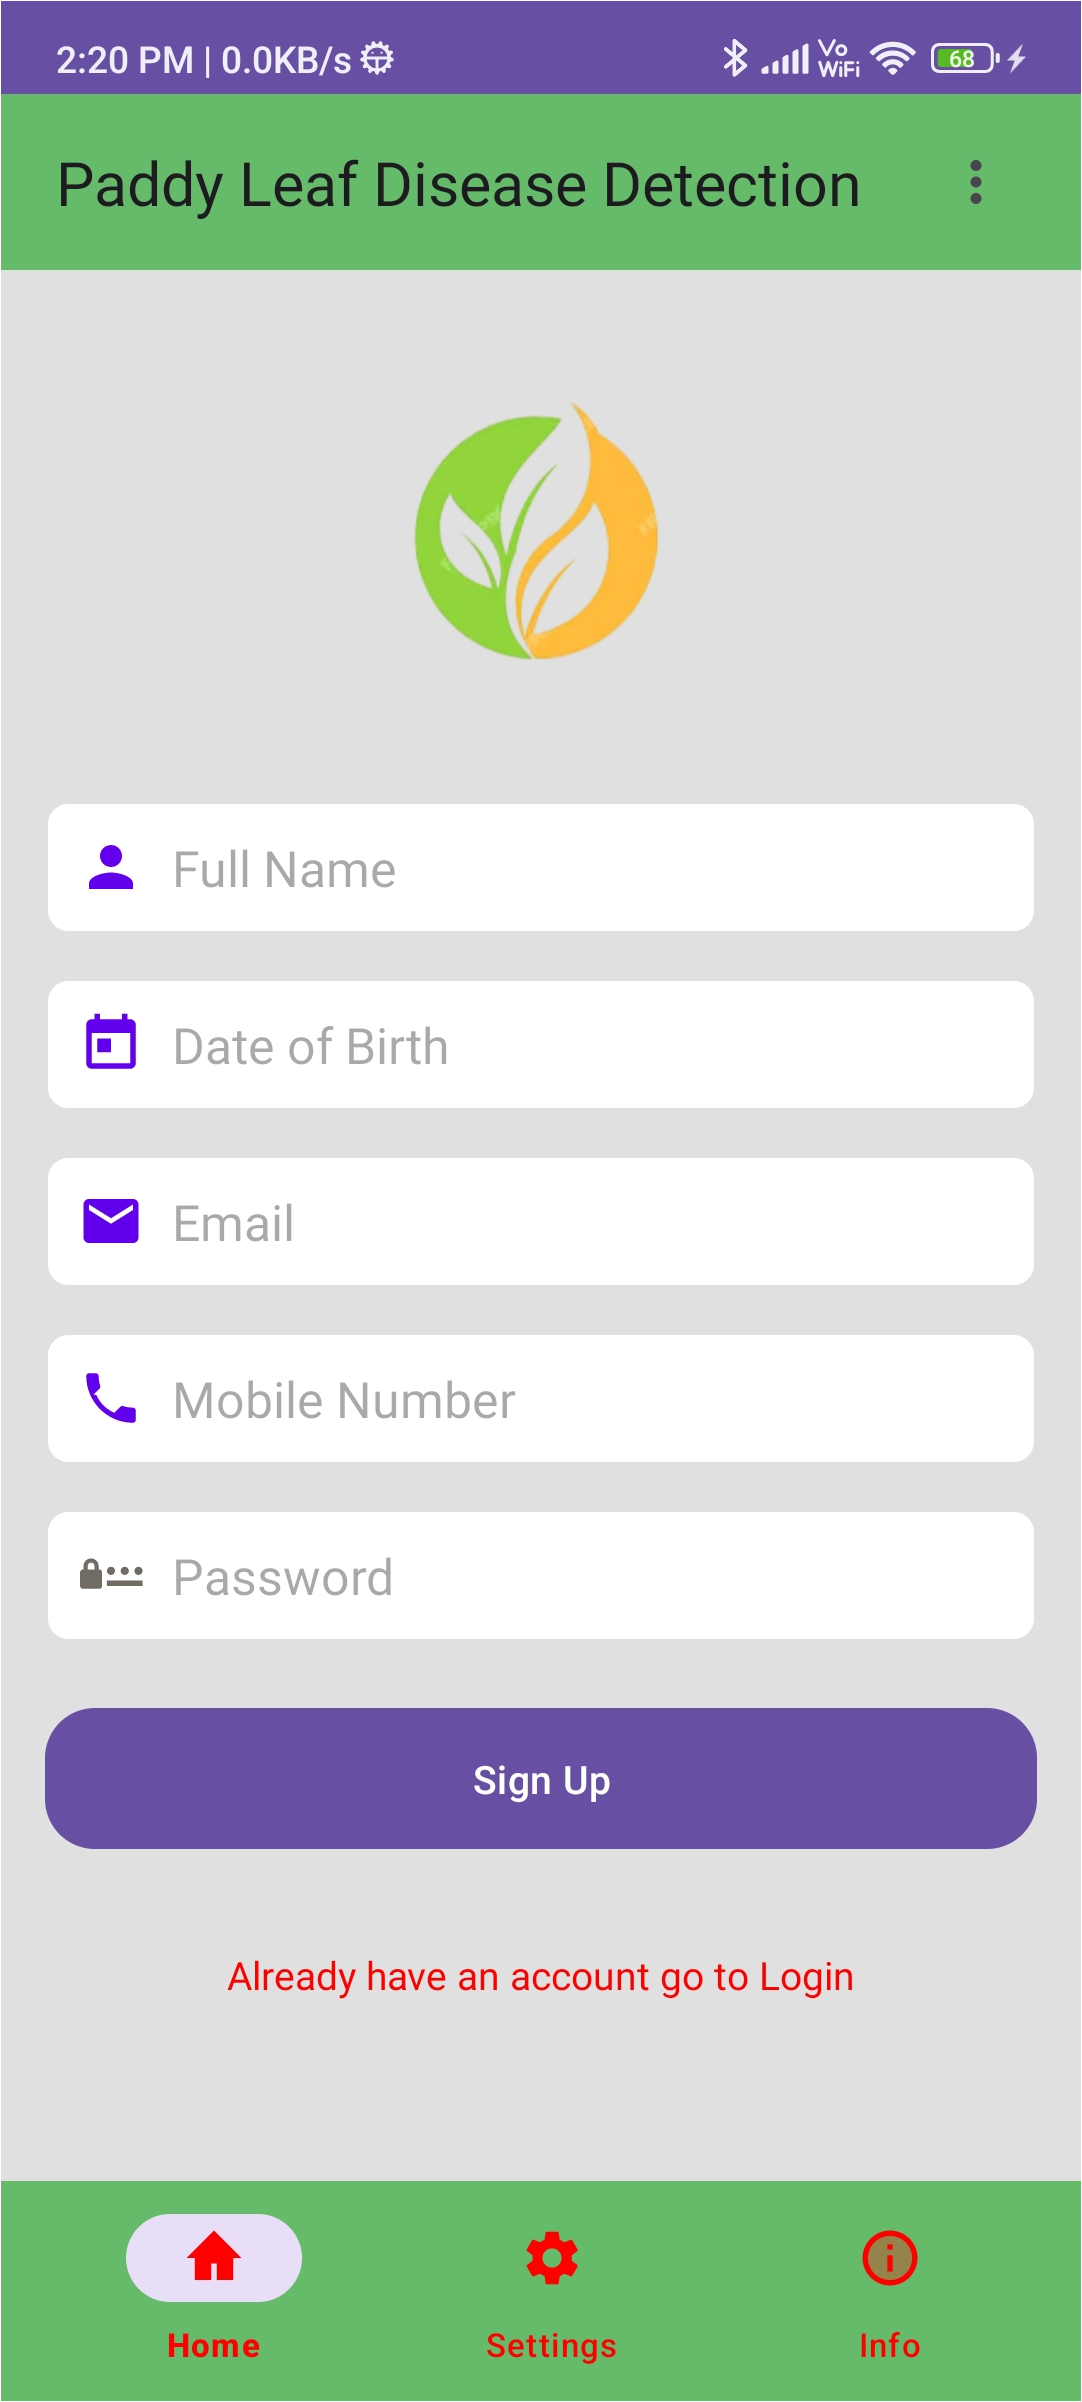 2:20 PM | 0.0KB/s Vo WiFi 68
Paddy Leaf Disease Detection
Full Name
Date of Birth
Email
Mobile Number
Password
Sign Up
Already have an account go to Login
Home Settings Info